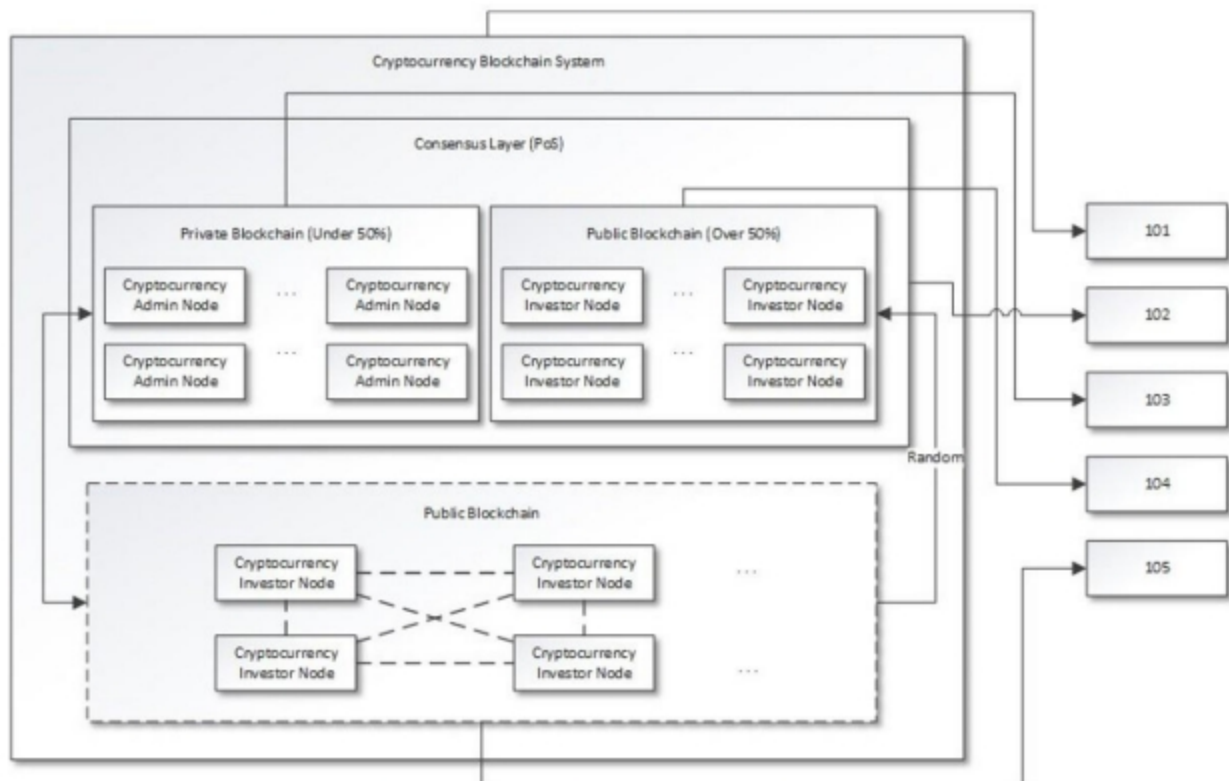 Cryptocurrency Blockchain System
Consensus Layer (PoS)
Private Blockchain (Under 50%)
Cryptocurrency
Admin Node
...
Cryptocurrency
Admin Node
Cryptocurrency
Admin Node
...
Cryptocurrency
Admin Node
Public Blockchain (Over 50%)
Cryptocurrency
Investor Node
...
Cryptocurrency
Investor Node
Cryptocurrency
Investor Node
...
Cryptocurrency
Investor Node
Random
Public Blockchain
Cryptocurrency
Investor Node
Cryptocurrency
Investor Node
...
Cryptocurrency
Investor Node
Cryptocurrency
Investor Node
...
101
102
103
104
105